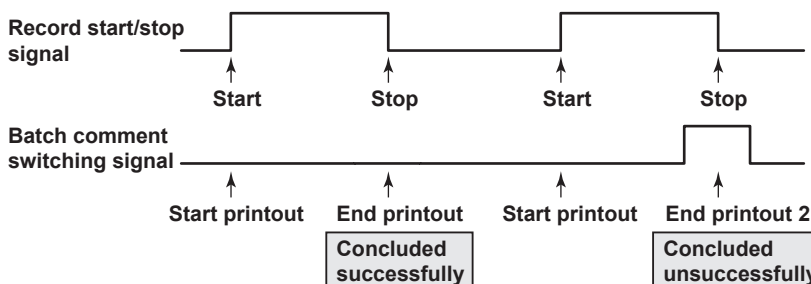 Record start/stop
signal
Start Stop Start Stop
Batch comment
switching signal
Start printout End printout Start printout End printout 2
Concluded
successfully
Concluded
unsuccessfully